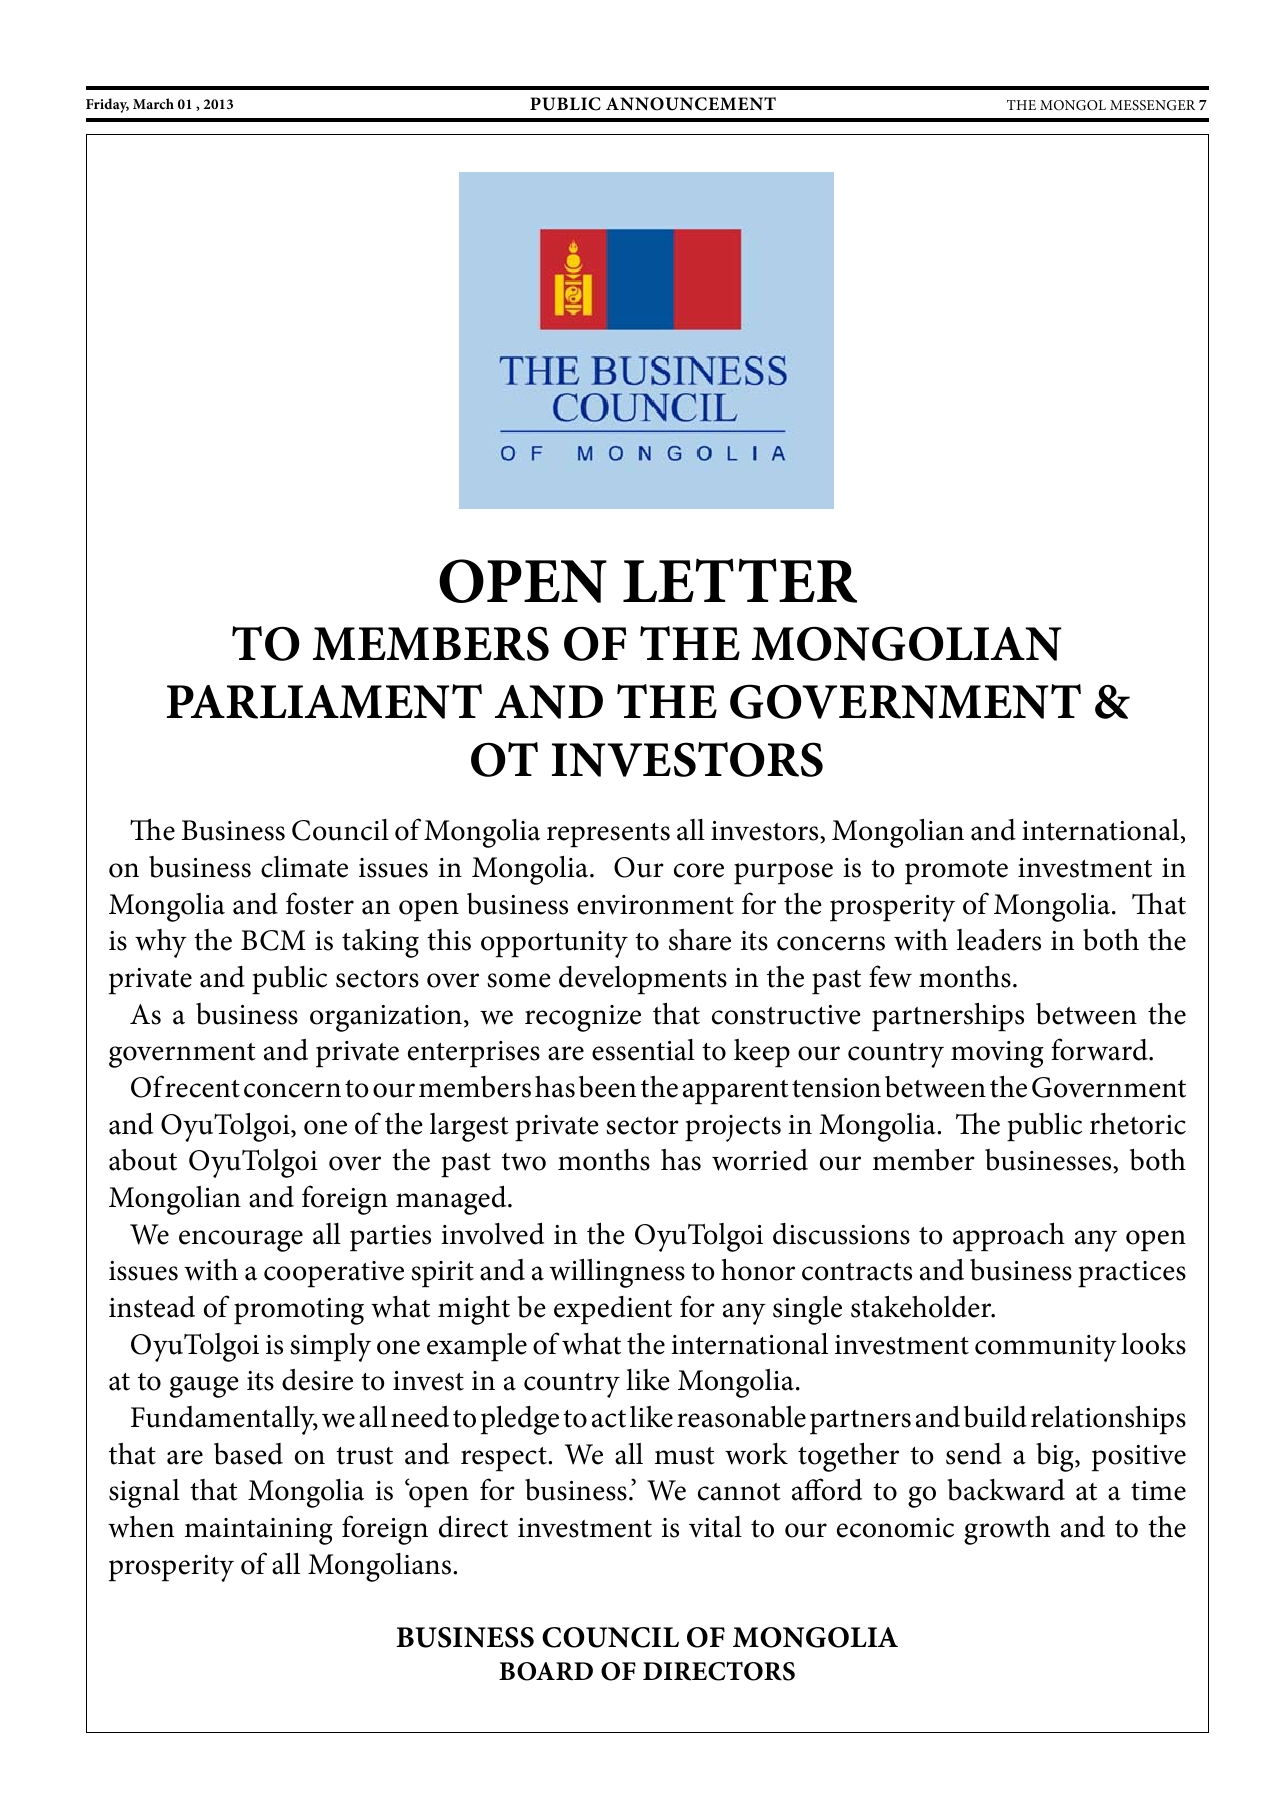 Friday, March 01 , 2013
PUBLIC ANNOUNCEMENT
THE MONGOL MESSENGER 7
THE BUSINESS
COUNCIL
OF MONGOLIA
OPEN LETTER
TO MEMBERS OF THE MONGOLIAN
PARLIAMENT AND THE GOVERNMENT &
OT INVESTORS
The Business Council of Mongolia represents all investors, Mongolian and international,
on business climate issues in Mongolia. Our core purpose is to promote investment in
Mongolia and foster an open business environment for the prosperity of Mongolia. That
is why the BCM is taking this opportunity to share its concerns with leaders in both the
private and public sectors over some developments in the past few months.
As a business organization, we recognize that constructive partnerships between the
government and private enterprises are essential to keep our country moving forward.
Of recent concern to our members has been the apparent tension between the Government
and OyuTolgoi, one of the largest private sector projects in Mongolia. The public rhetoric
about OyuTolgoi over the past two months has worried our member businesses, both
Mongolian and foreign managed.
We encourage all parties involved in the OyuTolgoi discussions to approach any open
issues with a cooperative spirit and a willingness to honor contracts and business practices
instead of promoting what might be expedient for any single stakeholder.
OyuTolgoi is simply one example of what the international investment community looks
at to gauge its desire to invest in a country like Mongolia.
Fundamentally, we all need to pledge to act like reasonable partners and build relationships
that are based on trust and respect. We all must work together to send a big, positive
signal that Mongolia is ‘open for business.’ We cannot afford to go backward at a time
when maintaining foreign direct investment is vital to our economic growth and to the
prosperity of all Mongolians.
BUSINESS COUNCIL OF MONGOLIA
BOARD OF DIRECTORS